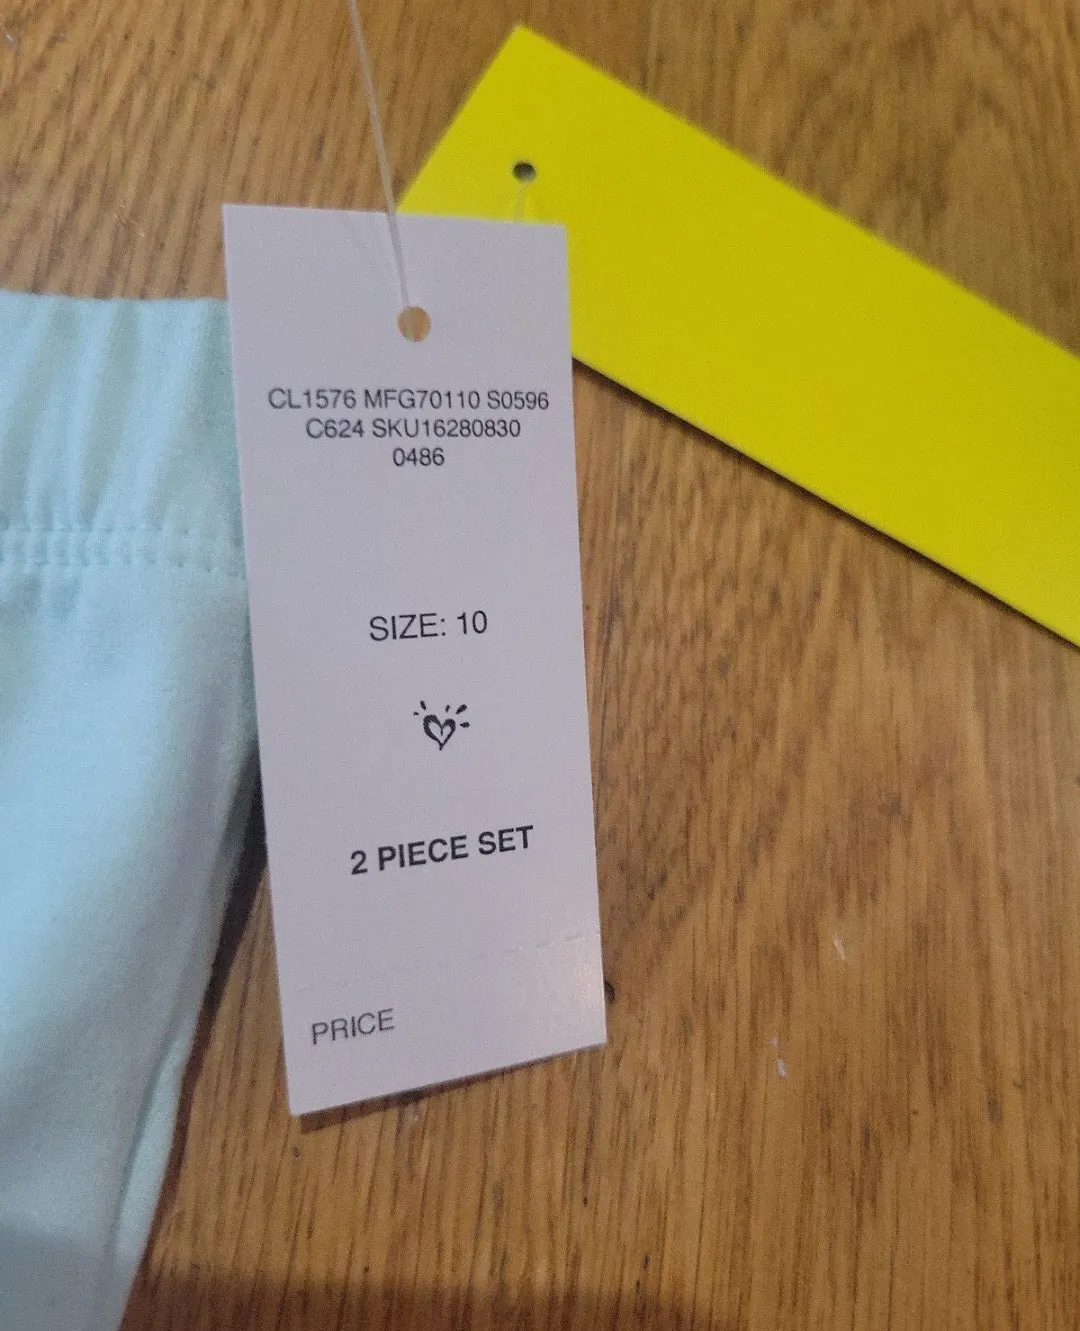 CL1576 MFG70110 S0596
C624 SKU16280830
0486
SIZE: 10
2 PIECE SET
PRICE